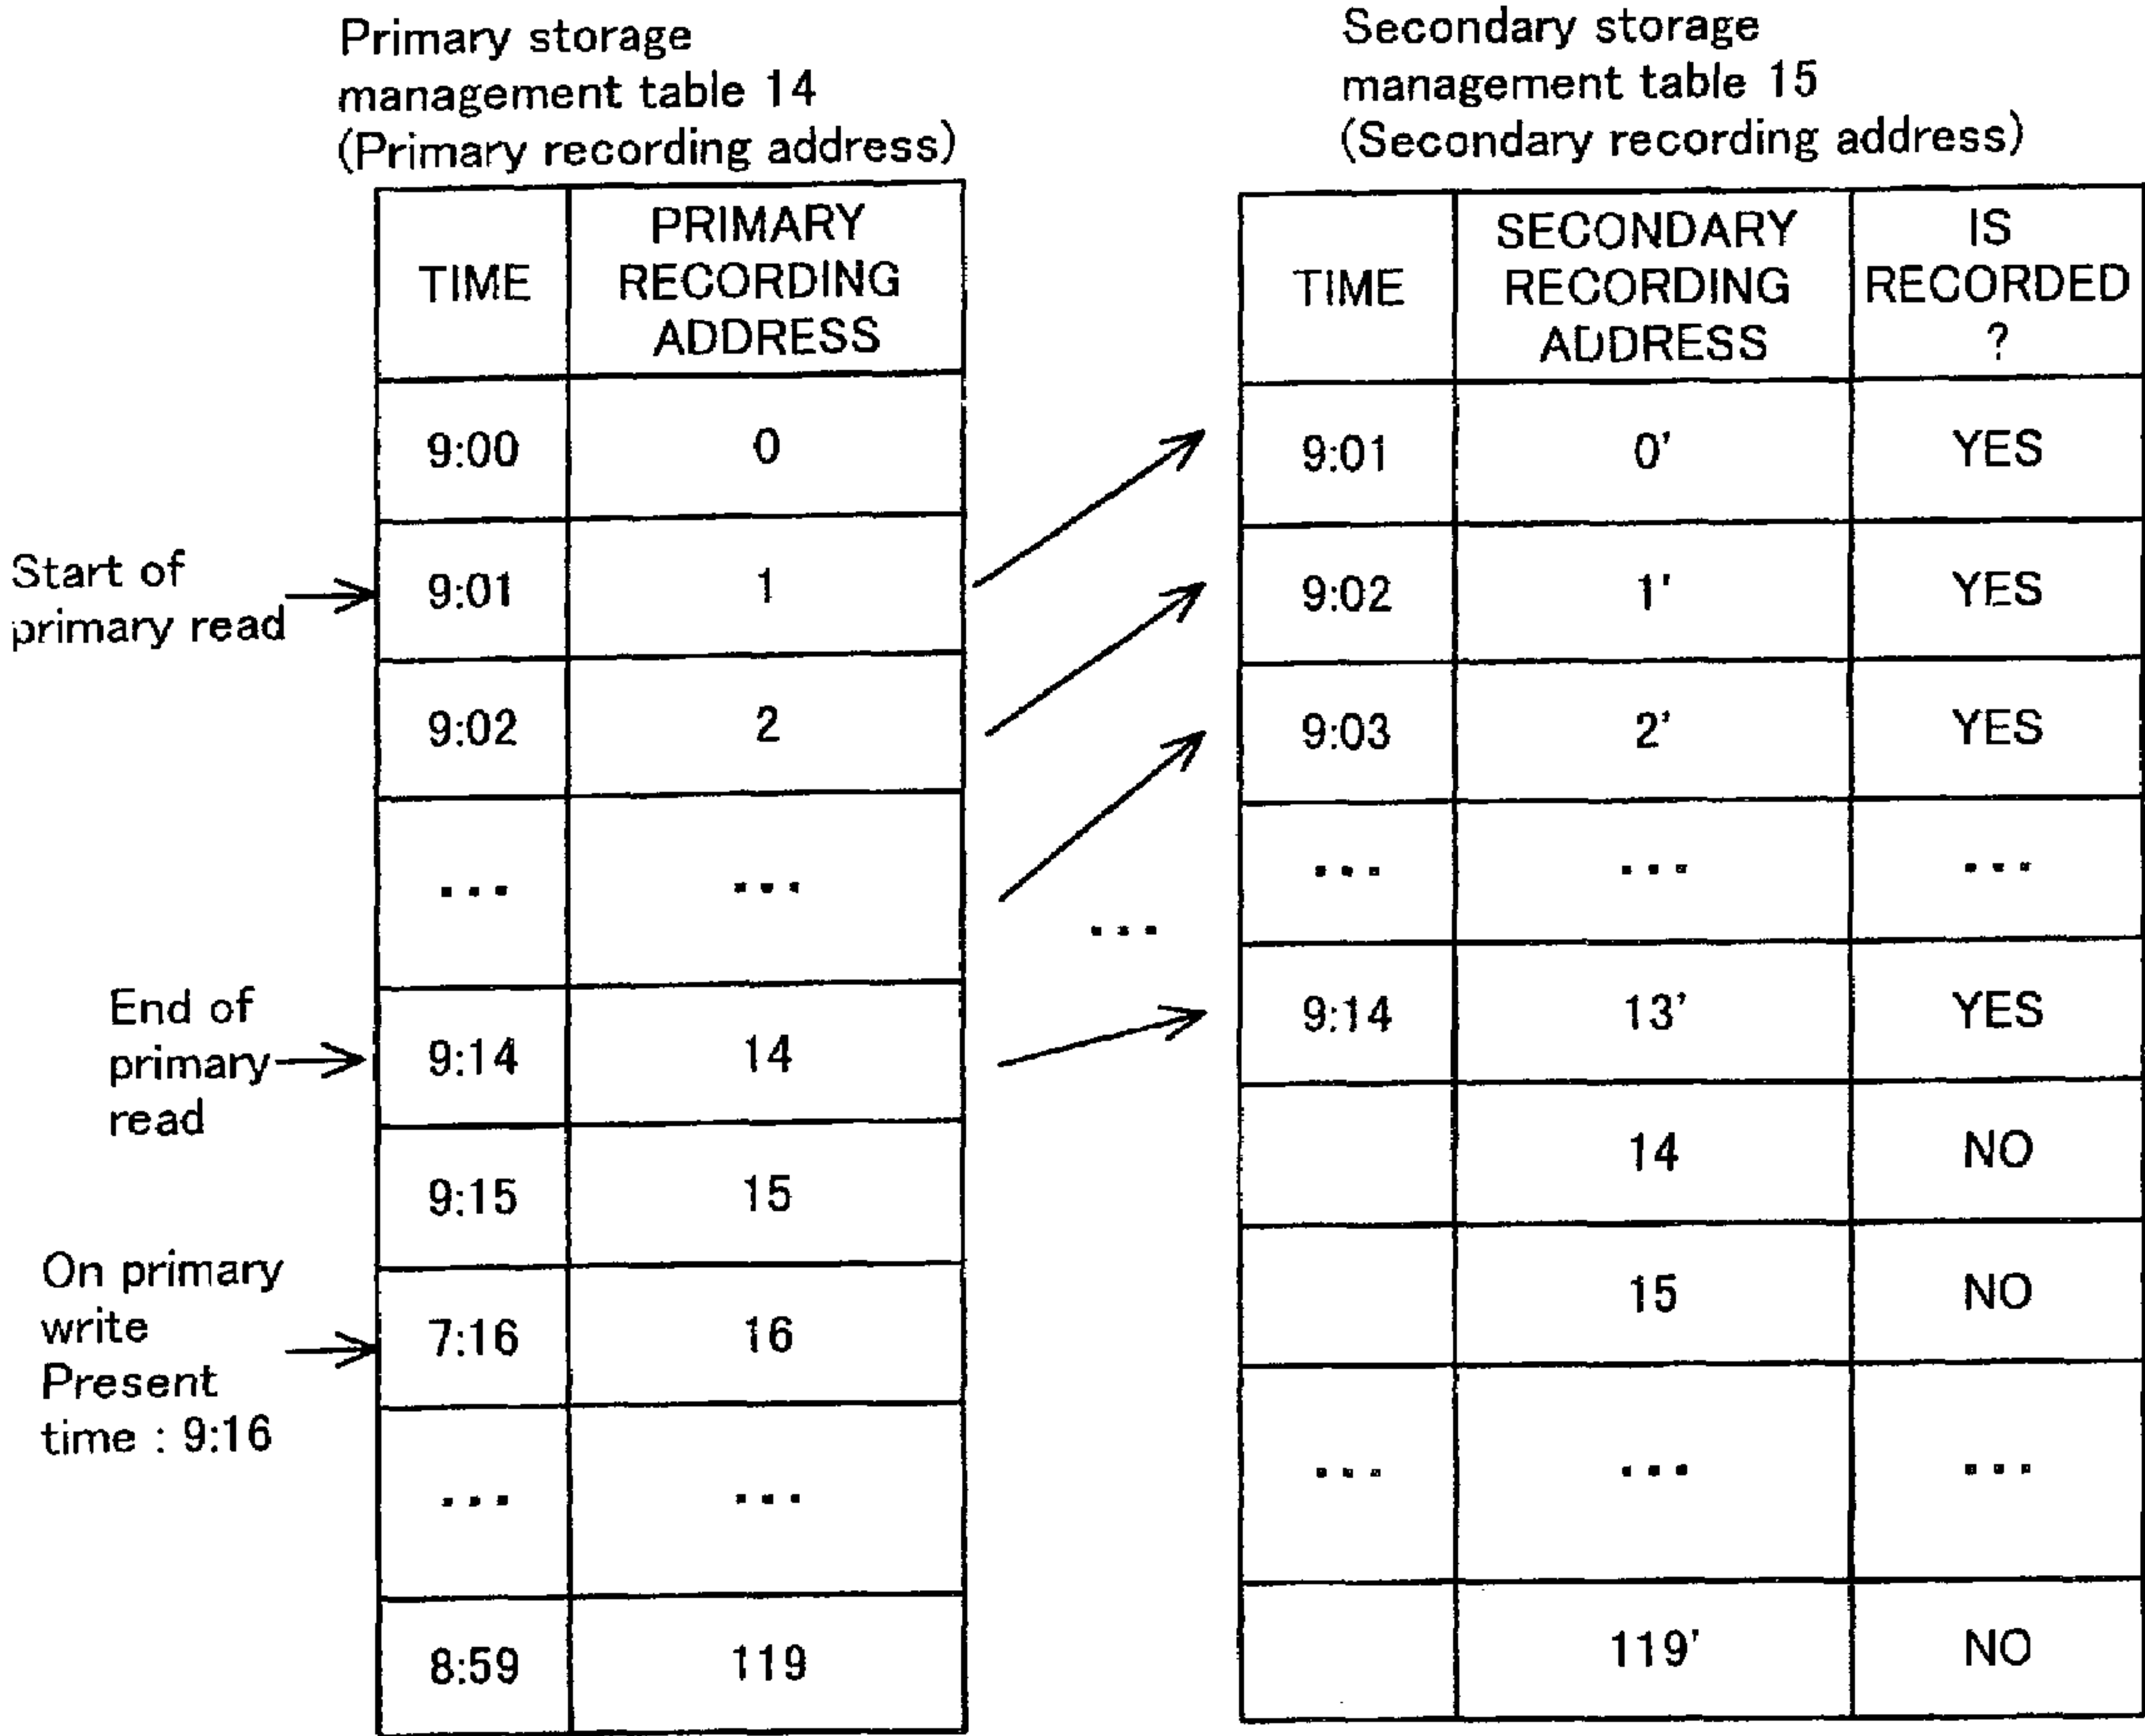 Primary storage
management table 14
(Primary recording address)
TIME
PRIMARY
RECORDING
ADDRESS
9:00 0
9:01 1
9:02 2
... ...
9:14 14
9:15 15
7:16 16
... ...
8:59 119
Start of
primary read
End of
primary
read
On primary
write
Present
time : 9:16
...
Secondary storage
management table 15
(Secondary recording address)
TIME
SECONDARY
RECORDING
ADDRESS
IS
RECORDED
?
9:01 0' YES
9:02 1' YES
9:03 2' YES
... ... ...
9:14 13' YES
14 NO
15 NO
... ... ...
119' NO